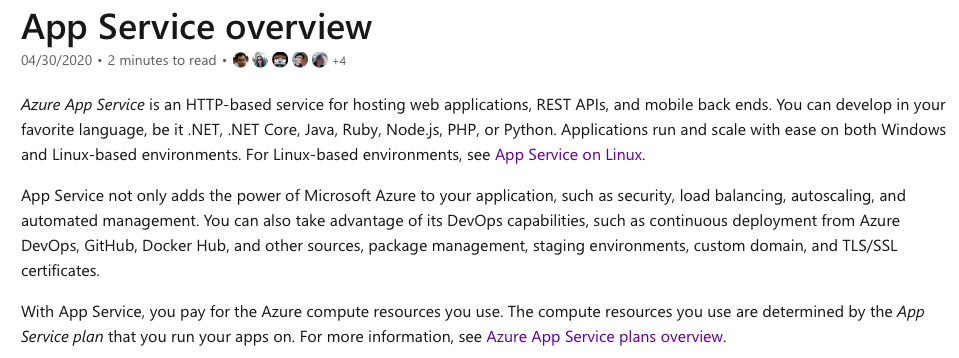 App Service overview
04/30/2020 • 2 minutes to read • +4
Azure App Service is an HTTP-based service for hosting web applications, REST APIs, and mobile back ends. You can develop in your
favorite language, be it .NET, .NET Core, Java, Ruby, Node.js, PHP, or Python. Applications run and scale with ease on both Windows
and Linux-based environments. For Linux-based environments, see App Service on Linux.
App Service not only adds the power of Microsoft Azure to your application, such as security, load balancing, autoscaling, and
automated management. You can also take advantage of its DevOps capabilities, such as continuous deployment from Azure
DevOps, GitHub, Docker Hub, and other sources, package management, staging environments, custom domain, and TLS/SSL
certificates.
With App Service, you pay for the Azure compute resources you use. The compute resources you use are determined by the App
Service plan that you run your apps on. For more information, see Azure App Service plans overview.